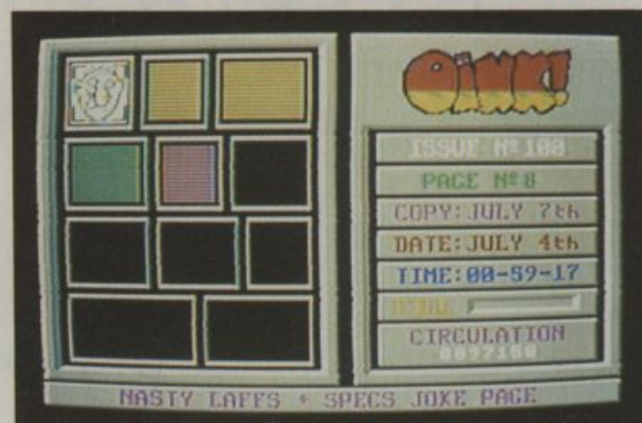 OiNK!
ISSUE Nº 108
PAGE Nº 8
COPY: JULY 7th
DATE: JULY 4th
TIME: 00-59-17
CIRCULATION
NASTY LAFFS + SPECS JOKE PAGE